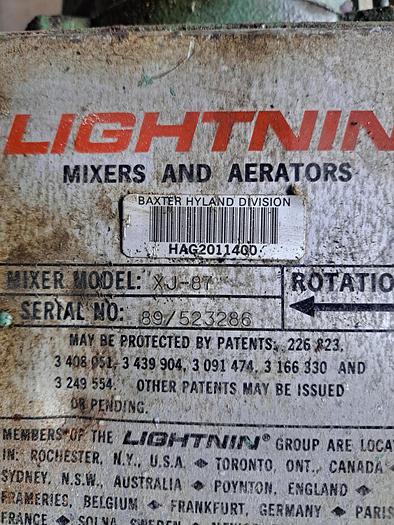 LIGHTNIN
MIXERS AND AERATORS
BAXTER HYLAND DIVISION
HAG2011400
MIXER MODEL: XJ-87
ROTATIO
SERIAL NO: 89/523286
MAY BE PROTECTED BY PATENTS: 226 823,
3 408 051, 3 439 904, 3 091 474, 3 166 330 AND
3 249 554. OTHER PATENTS MAY BE ISSUED
OR PENDING.
MEMBERS OF THE LIGHTNIN® GROUP ARE LOCA
IN: ROCHESTER, N.Y., U.S.A. ◆ TORONTO, ONT., CANADA ◆
SYDNEY, N.S.W., AUSTRALIA ◆ POYNTON, ENGLAND ◆
FRAMERIES, BELGIUM ◆ FRANKFURT, GERMANY ◆ PARIS
FRANCE ◆ SOLNA, SWEDEN ◆